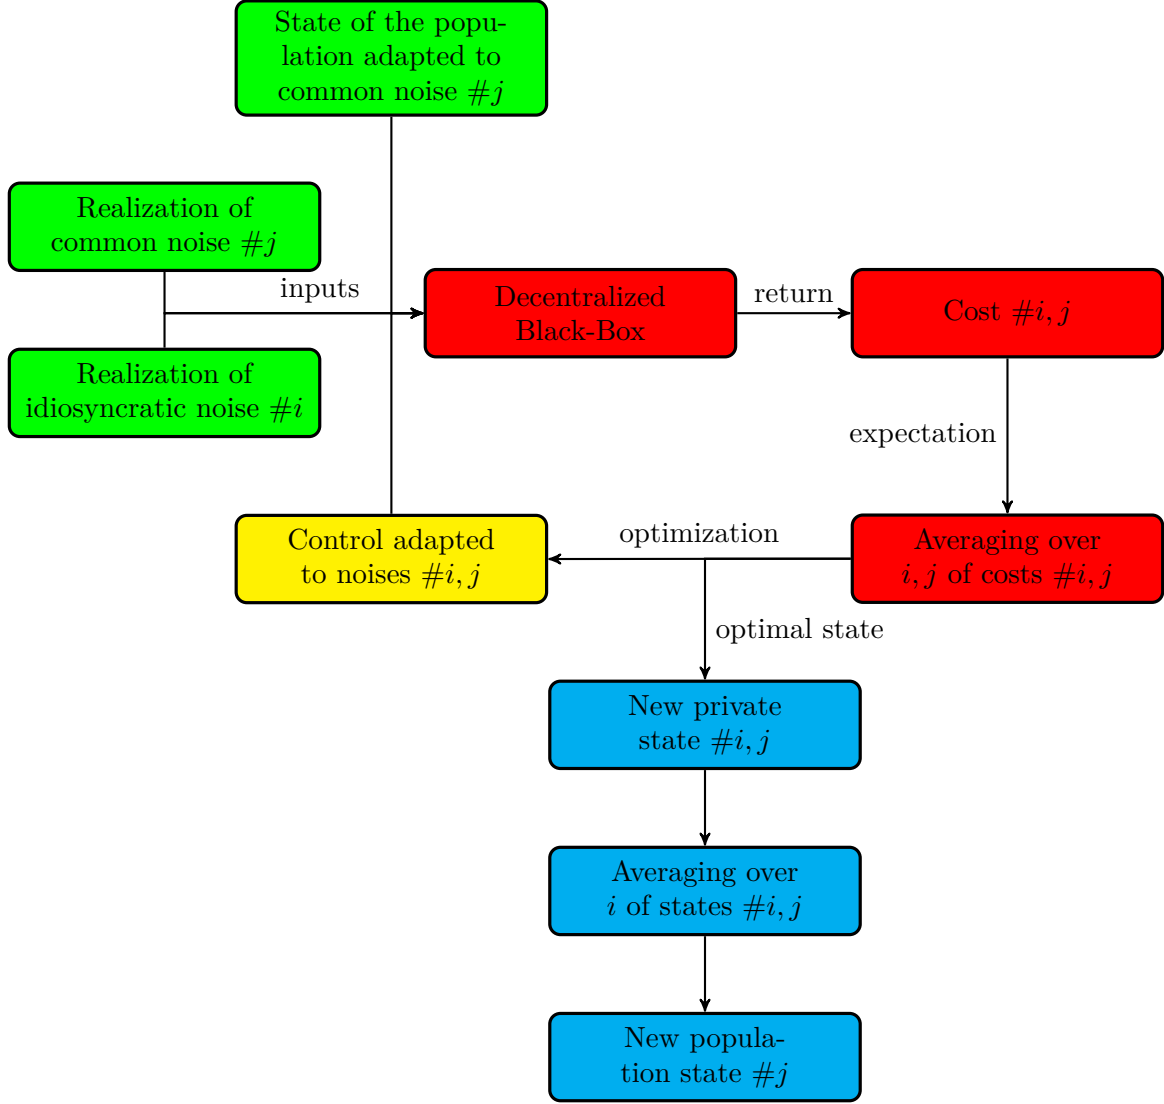 State of the popu-
lation adapted to
common noise #j
Realization of
common noise #j
inputs
Decentralized
Black-Box
return
Cost #i, j
Realization of
idiosyncratic noise #i
expectation
Control adapted
to noises #i, j
optimization
Averaging over
i, j of costs #i, j
optimal state
New private
state #i, j
Averaging over
i of states #i, j
New popula-
tion state #j